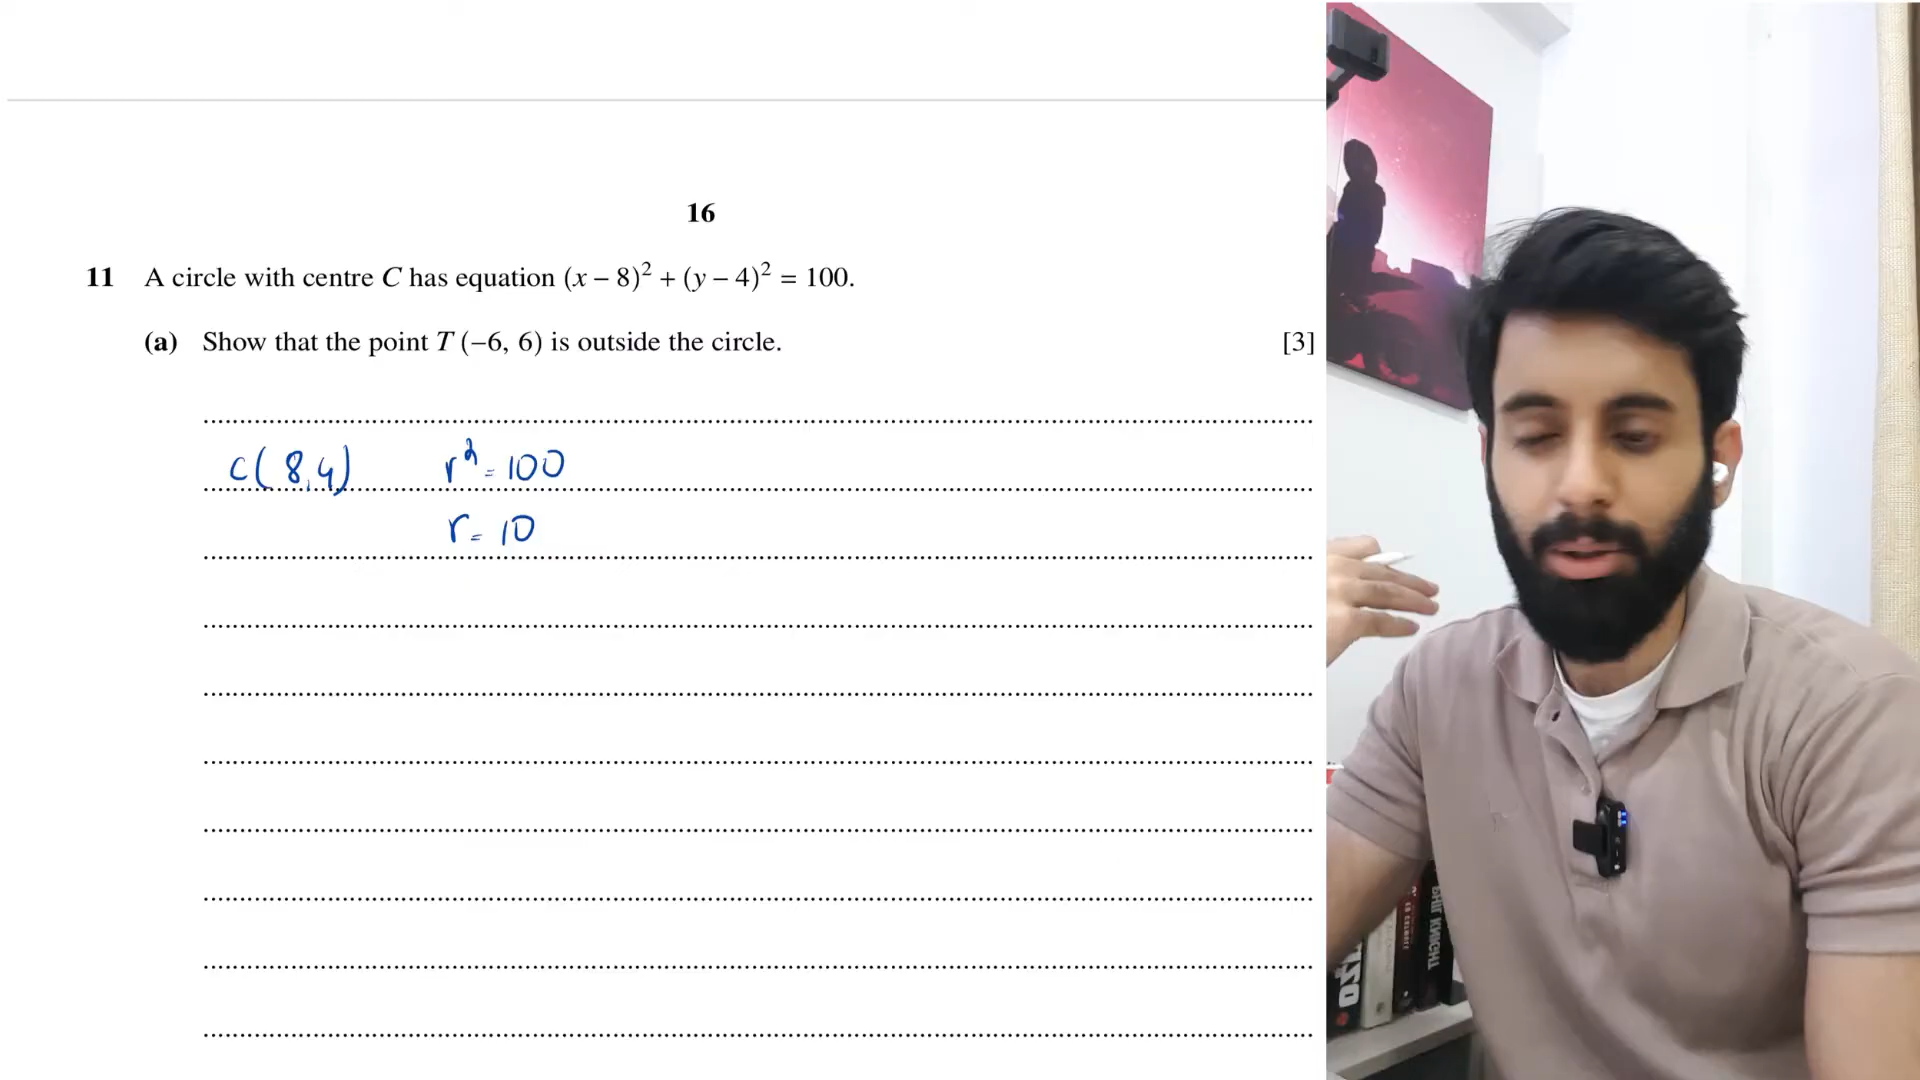 16
11 A circle with centre C has equation (x – 8)² + (y – 4)² = 100.
(a) Show that the point T (–6, 6) is outside the circle. [3]
C(8,4) r² = 100
r = 10